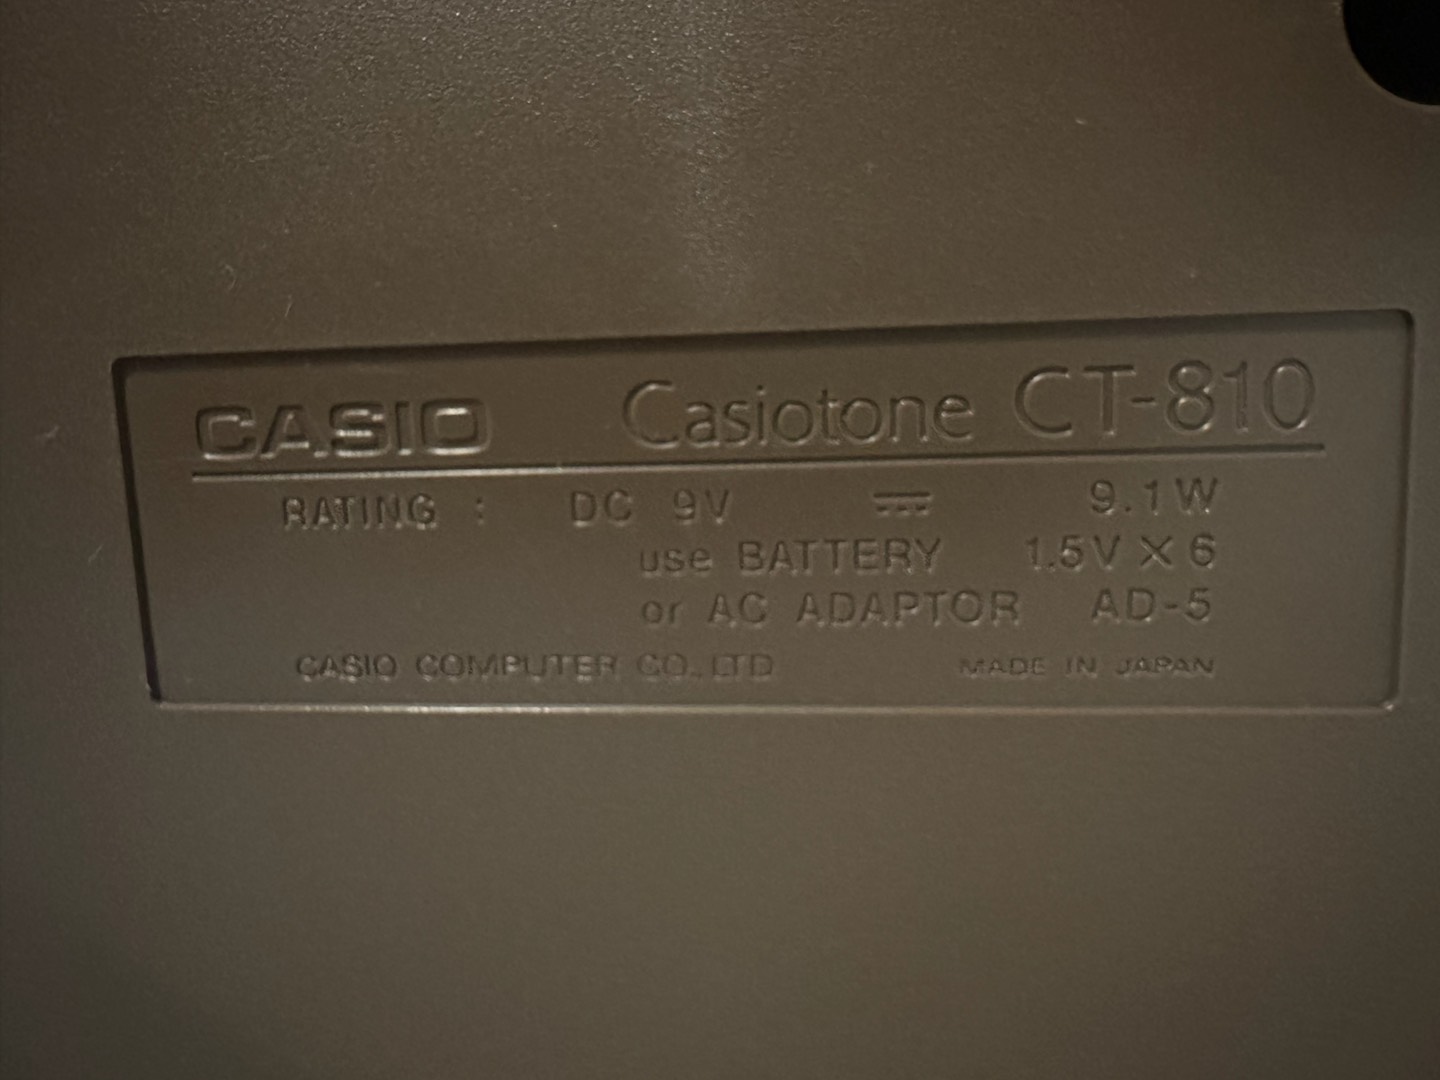 CASIO Casiotone CT-810
RATING : DC 9V ⎓ 9.1W
use BATTERY 1.5V X 6
or AC ADAPTOR AD-5
CASIO COMPUTER CO., LTD MADE IN JAPAN